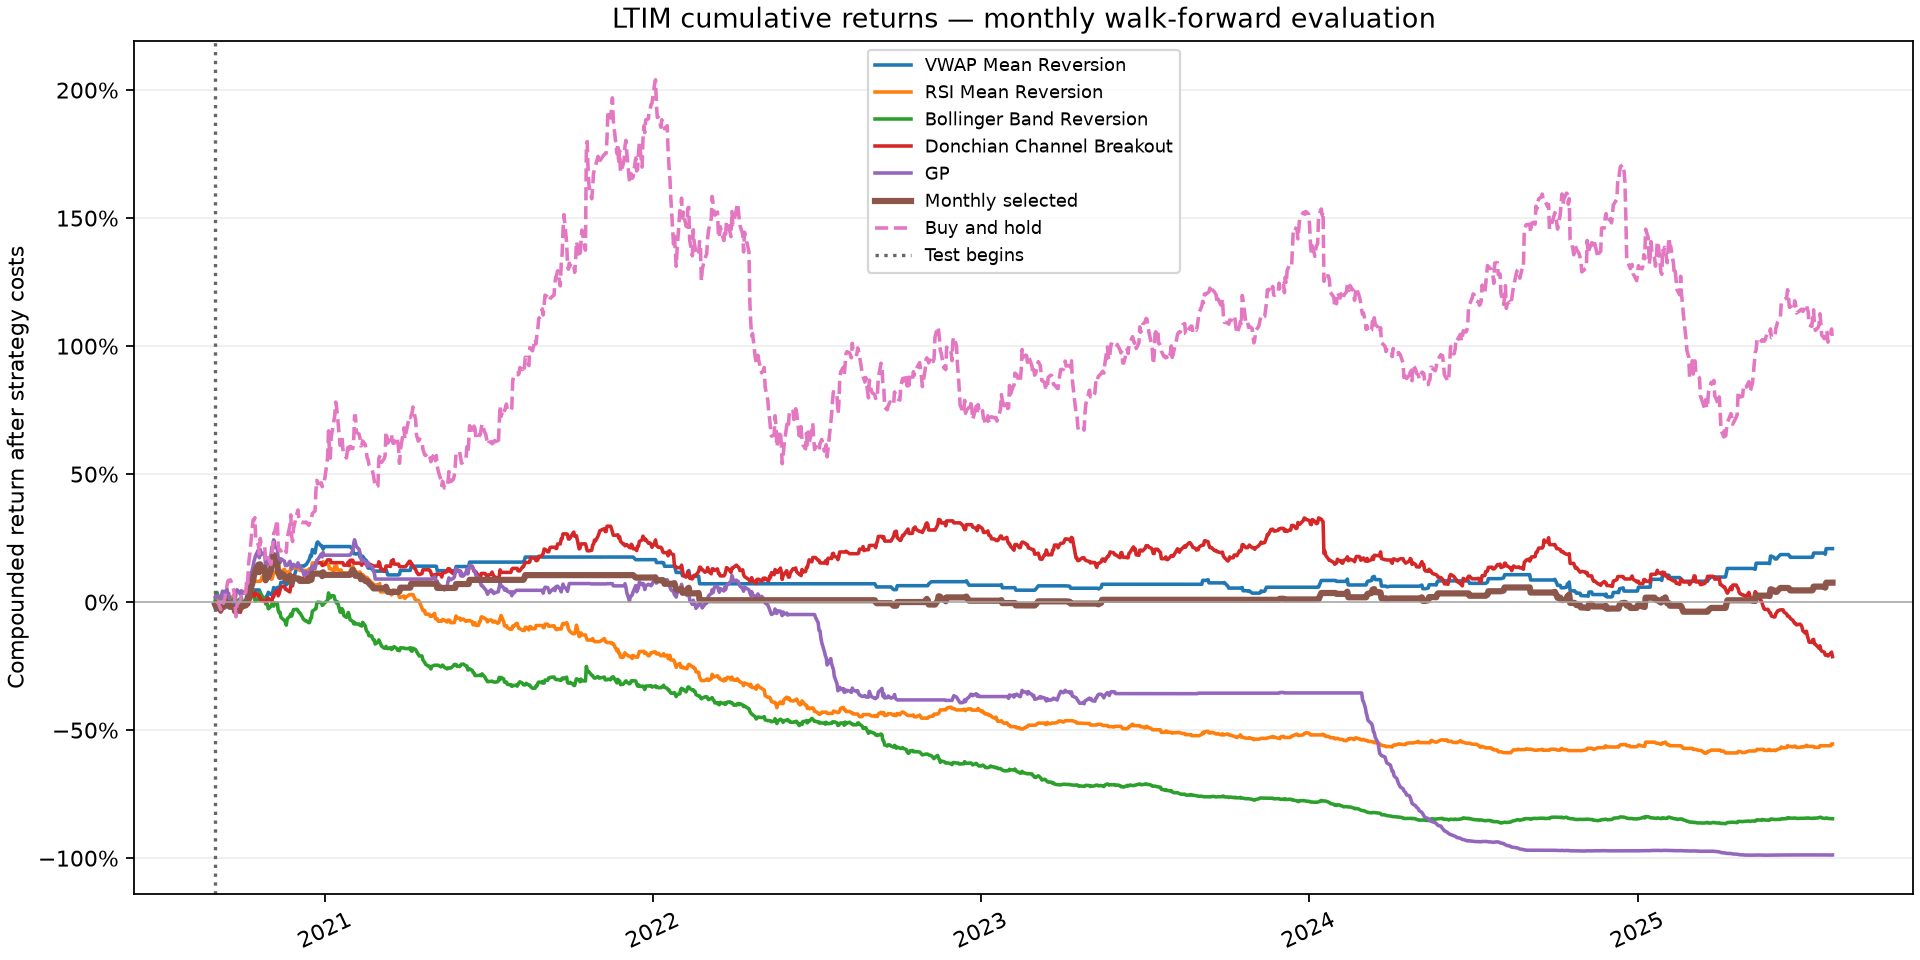 LTIM cumulative returns — monthly walk-forward evaluation
Compounded return after strategy costs
200%
150%
100%
50%
0%
−50%
−100%
VWAP Mean Reversion
RSI Mean Reversion
Bollinger Band Reversion
Donchian Channel Breakout
GP
Monthly selected
Buy and hold
Test begins
2021
2022
2023
2024
2025